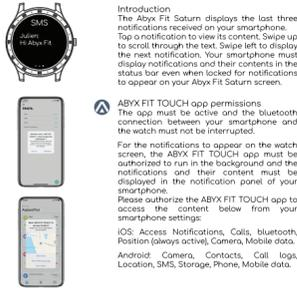 SMS
Julien:
Hi Abyx Fit
Introduction
The Abyx Fit Saturn displays the last three
notifications received on your smartphone.
Tap a notification to view its content. Swipe up
to scroll through the text. Swipe left to display
the next notification. Your smartphone must
display notifications and their contents in the
status bar even when locked for notifications
to appear on your Abyx Fit Saturn screen.
ABYX FIT TOUCH app permissions
The app must be active and the bluetooth
connection between your smartphone and
the watch must not be interrupted.
For the notifications to appear on the watch
screen, the ABYX FIT TOUCH app must be
authorized to run in the background and the
notifications and their content must be
displayed in the notification panel of your
smartphone.
Please authorize the ABYX FIT TOUCH app to
access the content below from your
smartphone settings:
iOS: Access Notifications, Calls, bluetooth,
Position (always active), Camera, Mobile data.
Android: Camera, Contacts, Call logs,
Location, SMS, Storage, Phone, Mobile data.